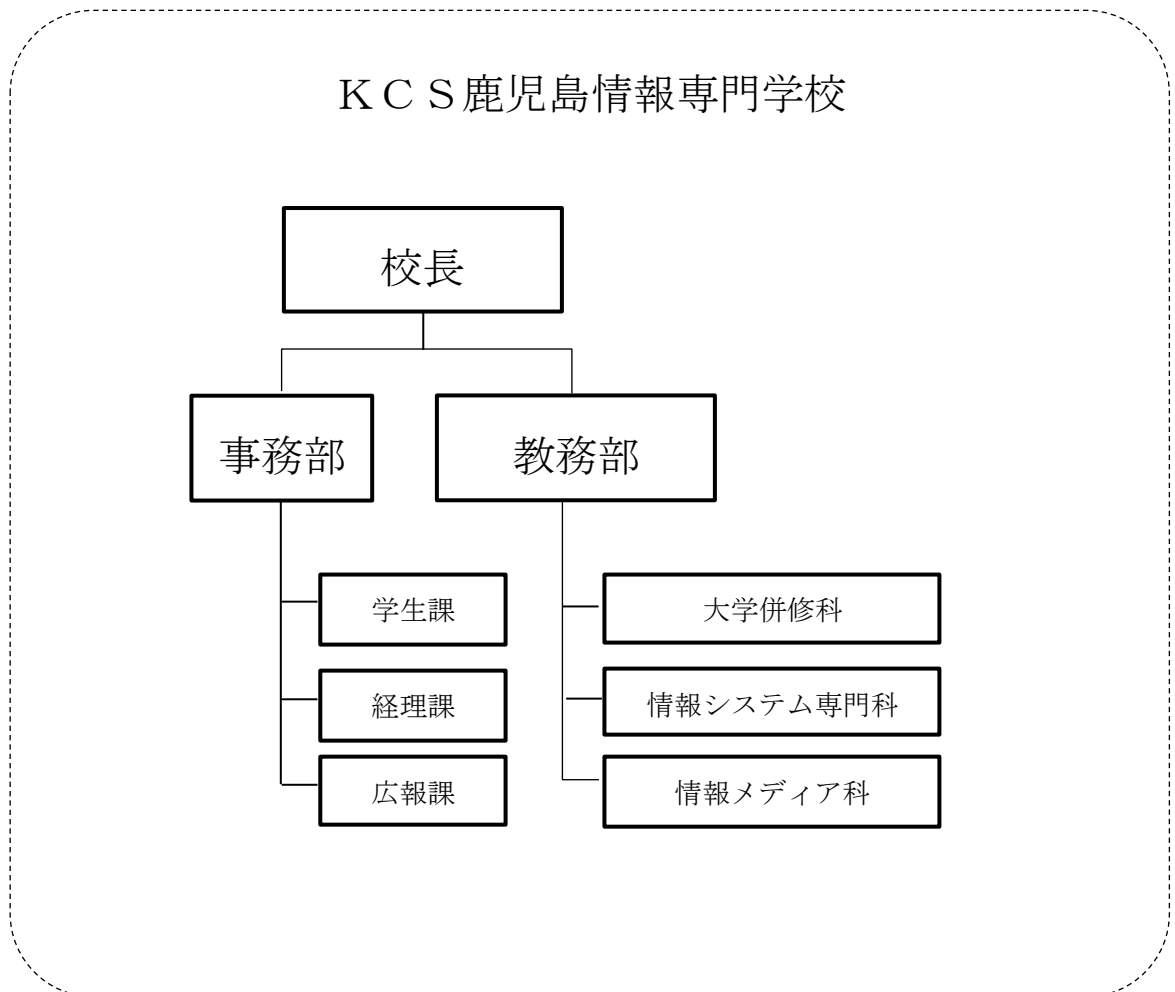 ＫＣＳ鹿児島情報専門学校
校長
事務部
教務部
学生課
経理課
広報課
大学併修科
情報システム専門科
情報メディア科